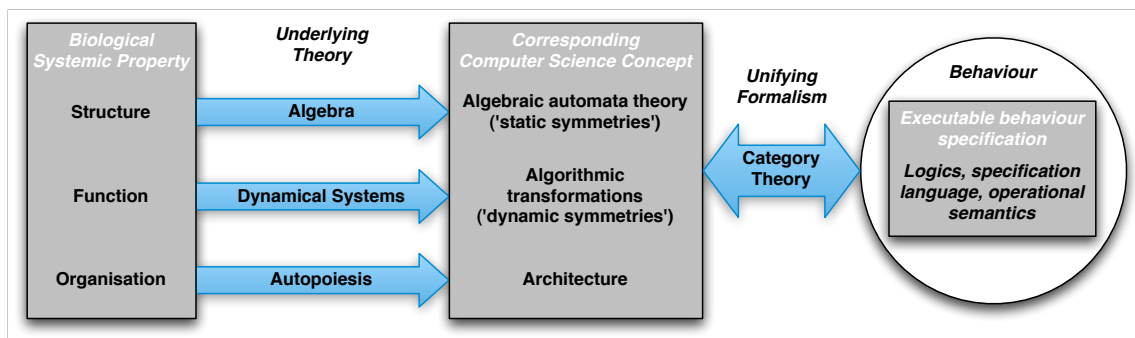 Biological
Systemic Property
Structure
Function
Organisation
Underlying
Theory
Algebra
Dynamical Systems
Autopoiesis
Corresponding
Computer Science Concept
Algebraic automata theory
('static symmetries')
Algorithmic
transformations
('dynamic symmetries')
Architecture
Unifying
Formalism
Category
Theory
Behaviour
Executable behaviour
specification
Logics, specification
language, operational
semantics